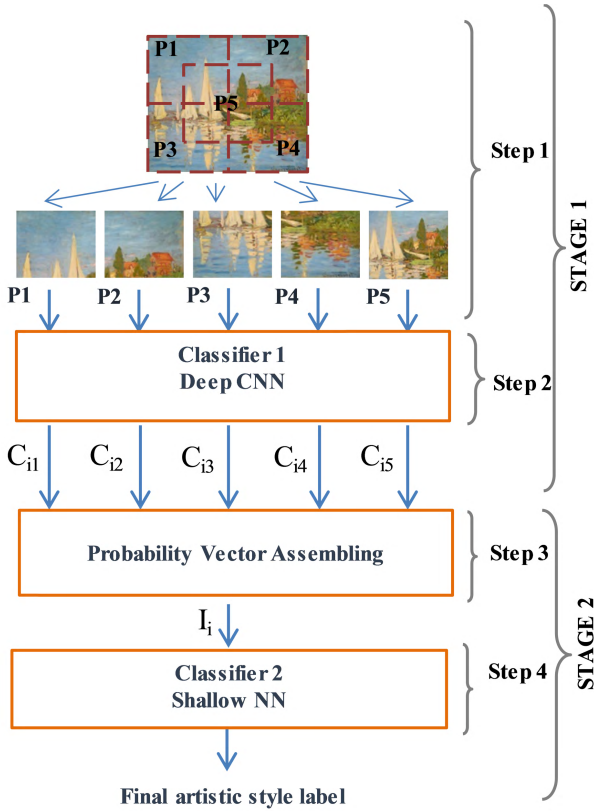 P1 P2
P5
P3 P4
Step 1
STAGE 1
P1 P2 P3 P4 P5
Classifier 1
Deep CNN
Step 2
Ci1 Ci2 Ci3 Ci4 Ci5
Probability Vector Assembling
Step 3
STAGE 2
Ii
Classifier 2
Shallow NN
Step 4
Final artistic style label